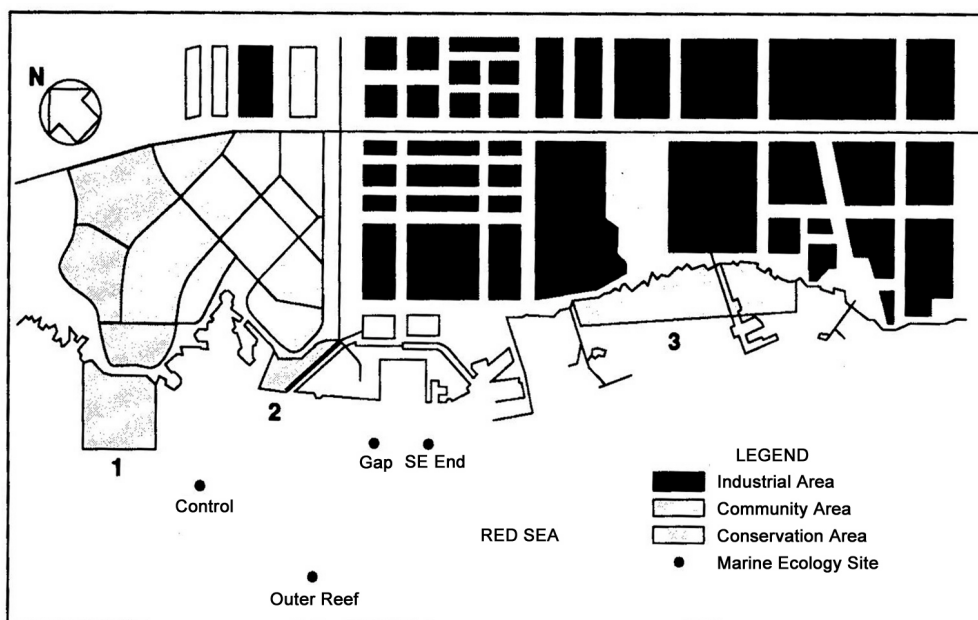 N
1
2
3
Gap
SE End
Control
Outer Reef
RED SEA
LEGEND
Industrial Area
Community Area
Conservation Area
Marine Ecology Site